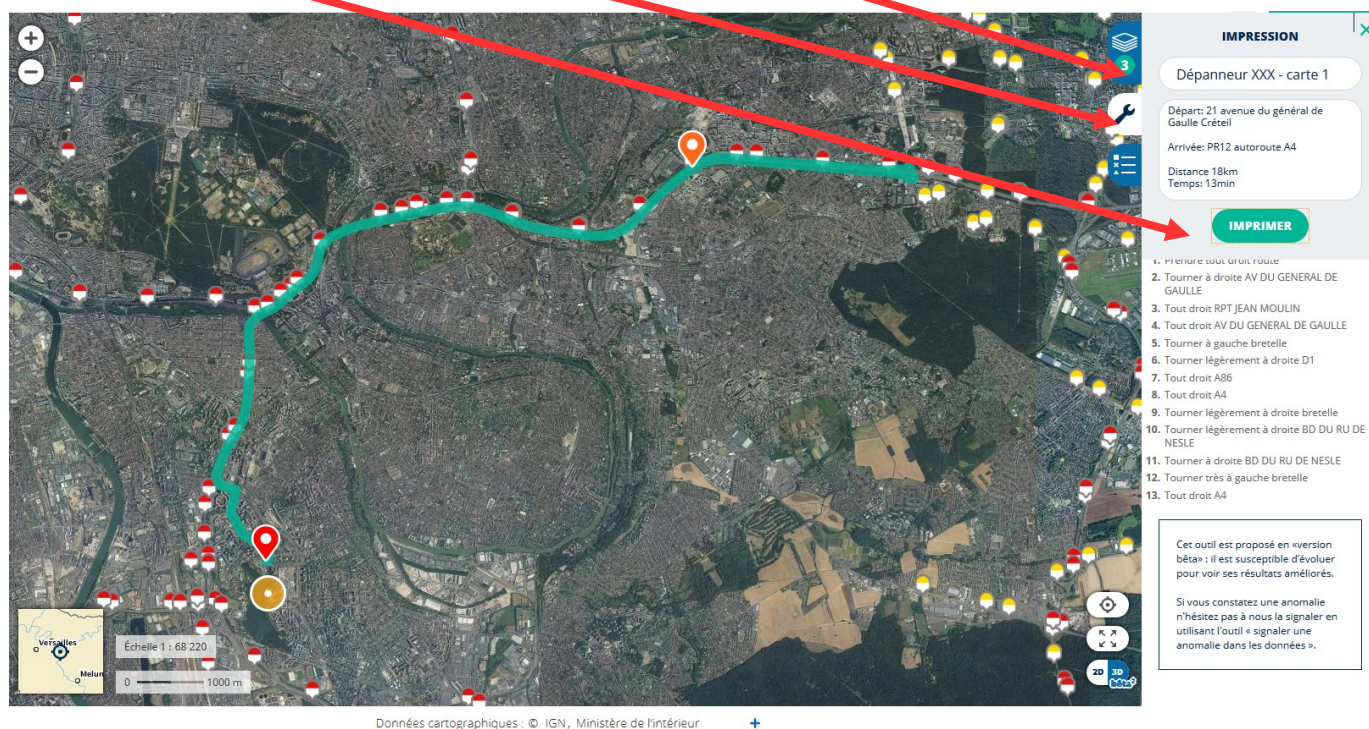 IMPRESSION
Dépanneur XXX - carte 1
3
Départ: 21 avenue du général de
Gaulle Créteil
Arrivée: PR12 autoroute A4
Distance 18km
Temps: 13min
IMPRIMER
1. Prendre tout droit route
2. Tourner à droite AV DU GENERAL DE
GAULLE
3. Tout droit RPT JEAN MOULIN
4. Tout droit AV DU GENERAL DE GAULLE
5. Tourner à gauche bretelle
6. Tourner légèrement à droite D1
7. Tout droit A86
8. Tout droit A4
9. Tourner légèrement à droite bretelle
10. Tourner légèrement à droite BD DU RU DE
NESLE
11. Tourner à droite BD DU RU DE NESLE
12. Tourner très à gauche bretelle
13. Tout droit A4
Cet outil est proposé en «version
bêta» : il est susceptible d'évoluer
pour voir ses résultats améliorés.
Si vous constatez une anomalie
n'hésitez pas à nous la signaler en
utilisant l'outil « signaler une
anomalie dans les données ».
Versailles
Melun
Échelle 1 : 68 220
0 1000 m
2D 3D
bêta
Données cartographiques : © IGN, Ministère de l'intérieur +